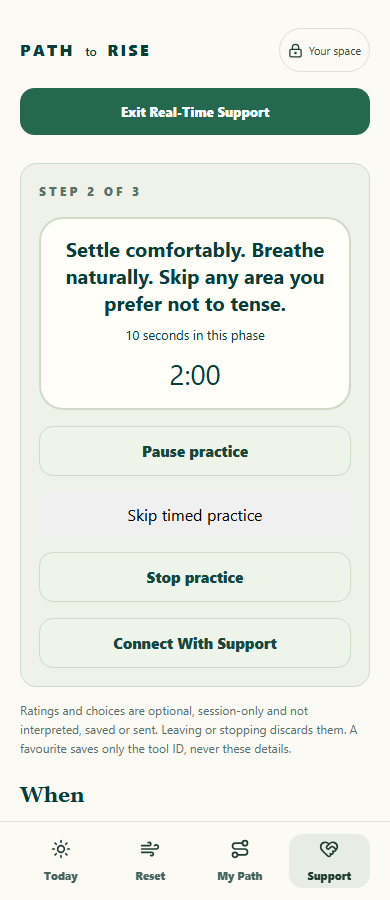 PATH to RISE
Your space
Exit Real-Time Support
STEP 2 OF 3
Settle comfortably. Breathe
naturally. Skip any area you
prefer not to tense.
10 seconds in this phase
2:00
Pause practice
Skip timed practice
Stop practice
Connect With Support
Ratings and choices are optional, session-only and not
interpreted, saved or sent. Leaving or stopping discards them. A
favourite saves only the tool ID, never these details.
When
Today
Reset
My Path
Support